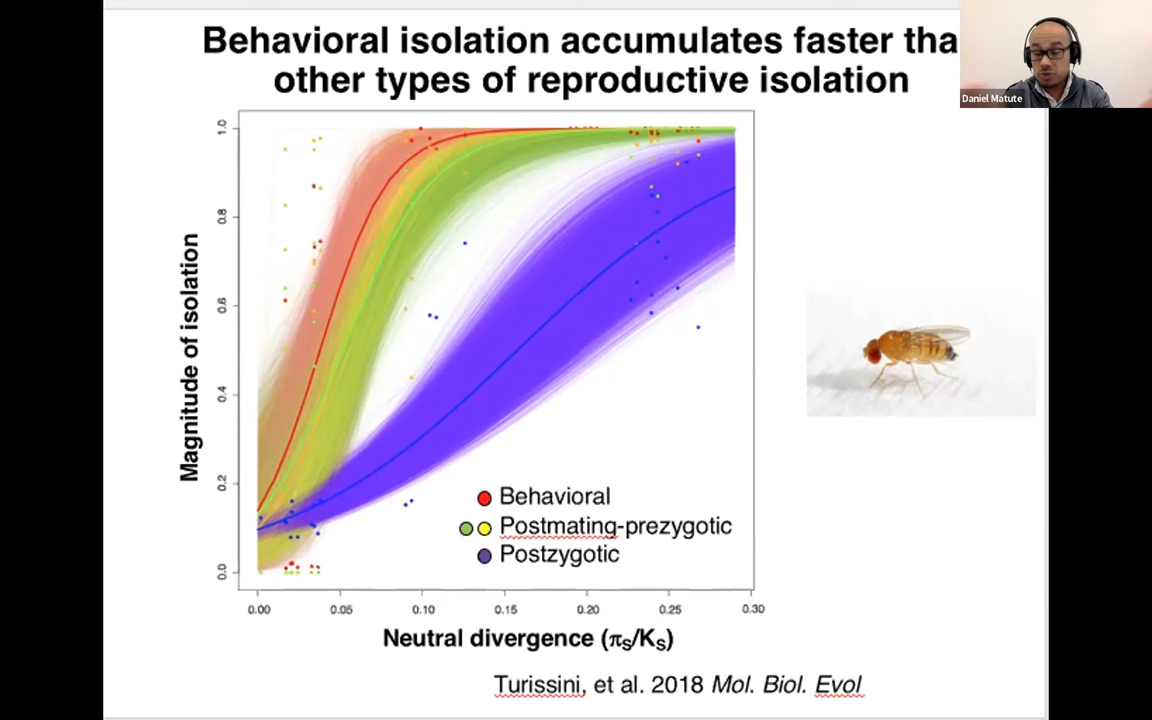 Behavioral isolation accumulates faster tha
other types of reproductive isolation
Daniel Matute
Magnitude of isolation
1.0
0.8
0.6
0.4
0.2
0.0
Behavioral
Postmating-prezygotic
Postzygotic
0.00 0.05 0.10 0.15 0.20 0.25 0.30
Neutral divergence (πS/KS)
Turissini, et al. 2018 Mol. Biol. Evol